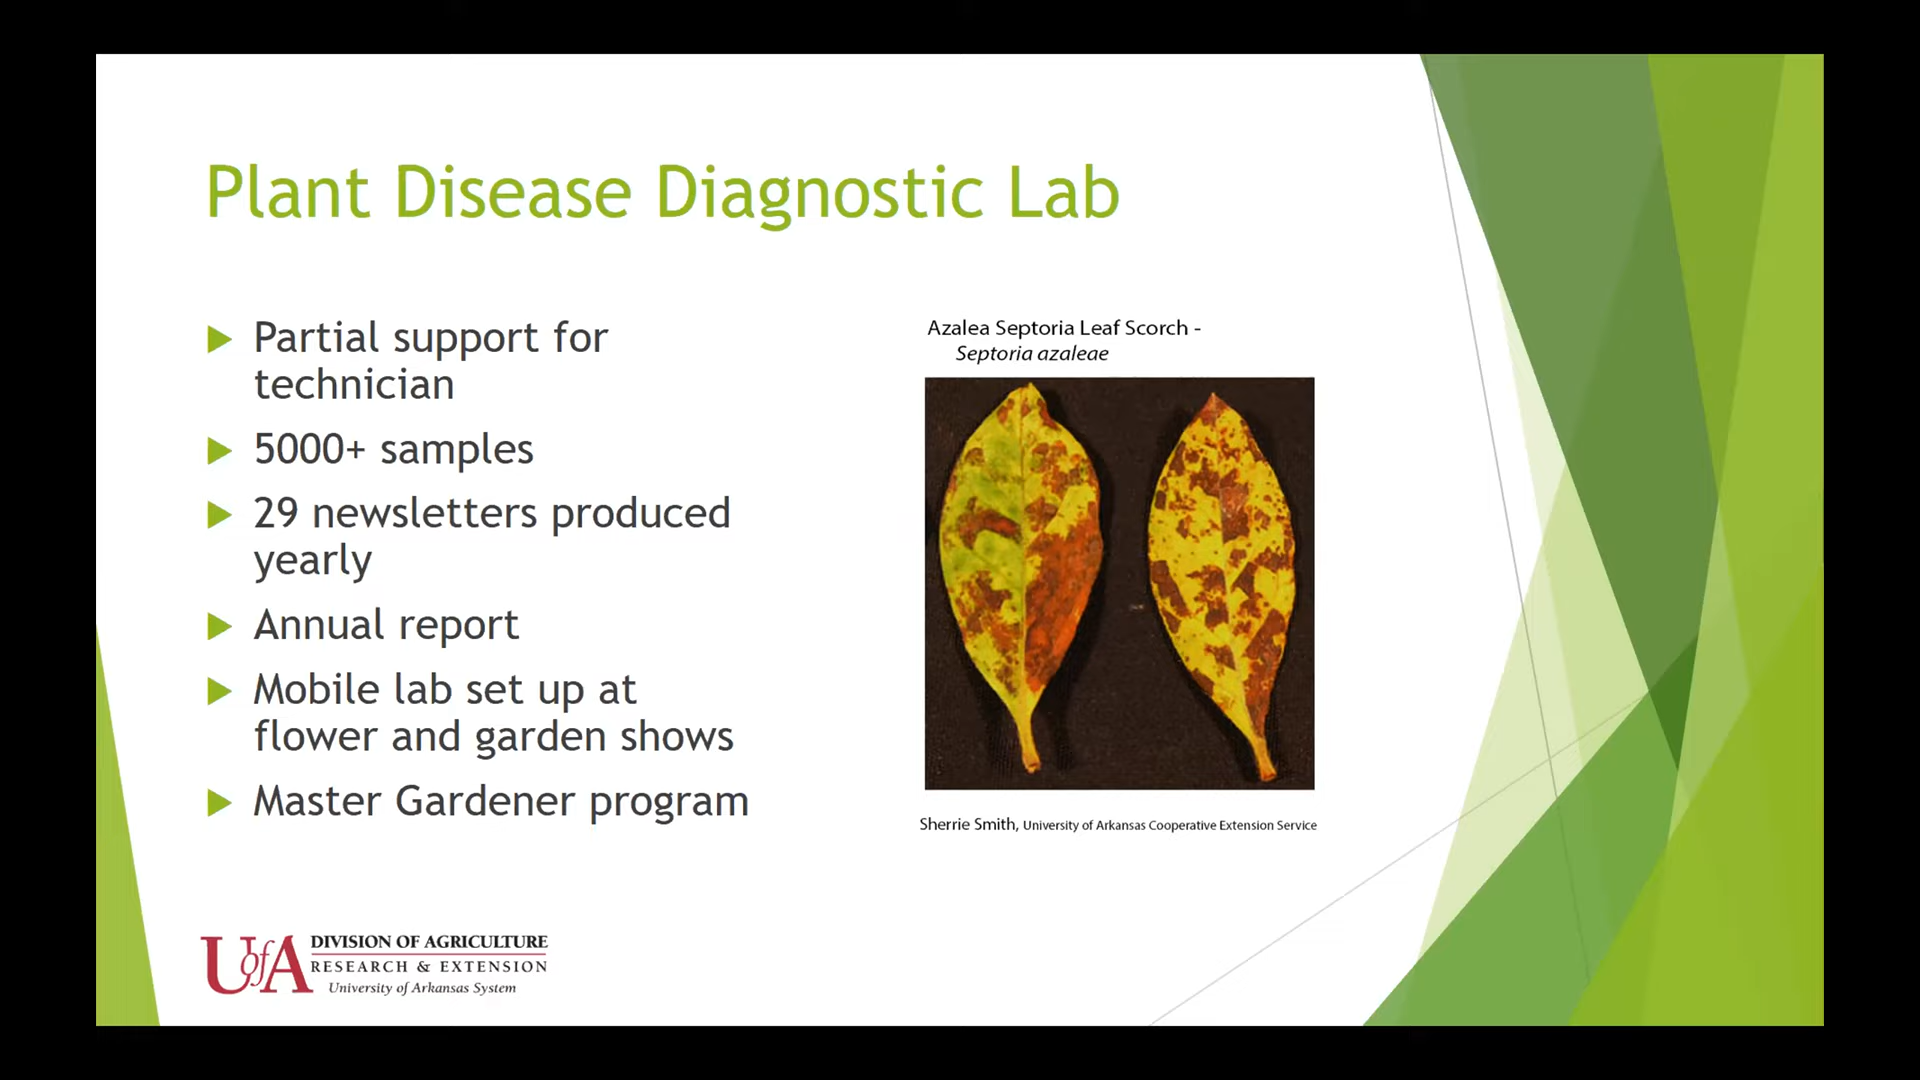 Plant Disease Diagnostic Lab
Partial support for
technician
5000+ samples
29 newsletters produced
yearly
Annual report
Mobile lab set up at
flower and garden shows
Master Gardener program
Azalea Septoria Leaf Scorch -
Septoria azaleae
Sherrie Smith, University of Arkansas Cooperative Extension Service
UofA
DIVISION OF AGRICULTURE
RESEARCH & EXTENSION
University of Arkansas System